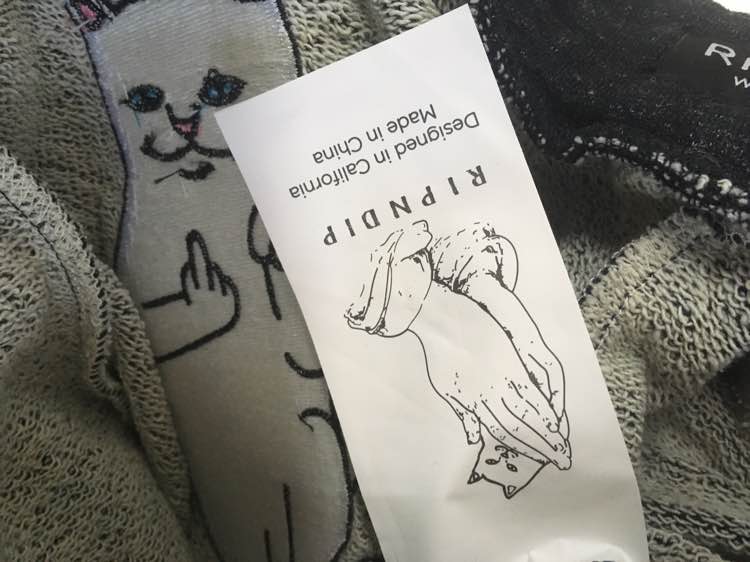 RIPNDIP
Designed in California
Made in China